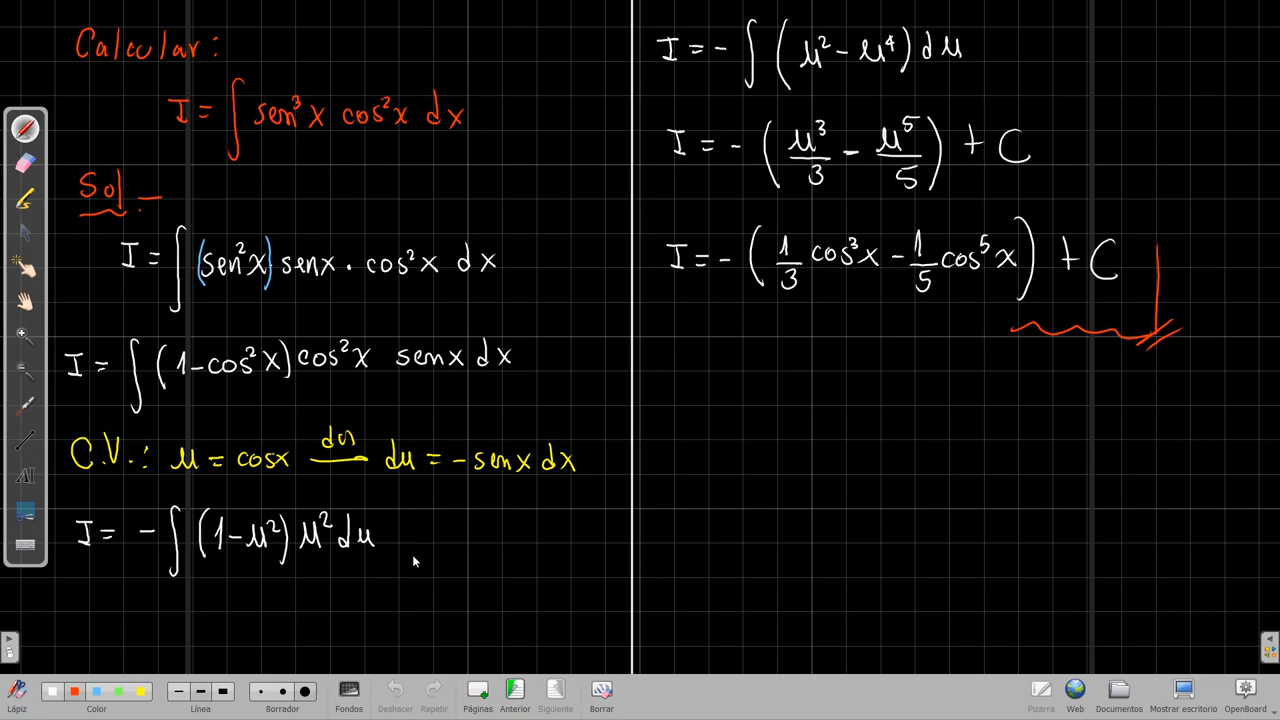 Calcular:
I = ∫ sen³x cos²x dx
Sol.-
I = ∫ (sen²x) senx · cos²x dx
I = ∫ (1-cos²x) cos²x senx dx
C.V.: u = cosx du = -senx dx
I = - ∫ (1-u²) u² du
I = - ∫ (u² - u⁴) du
I = - (u³/3 - u⁵/5) + C
I = - (1/3 cos³x - 1/5 cos⁵x) + C
Lápiz
Color
Línea
Borrador
Fondos
Deshacer
Repetir
Páginas
Anterior
Siguiente
Borrar
Pizarra
Web
Documentos
Mostrar escritorio
OpenBoard